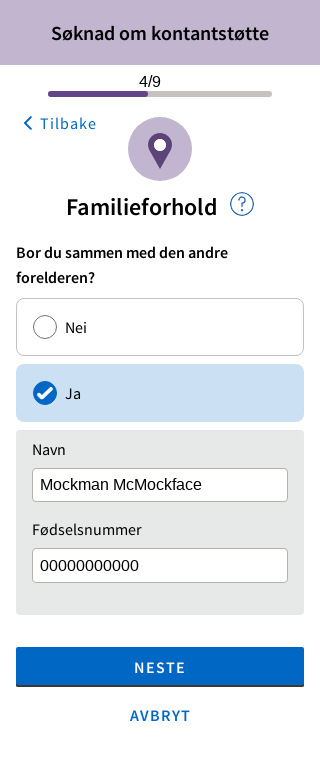 Søknad om kontantstøtte
4/9
Tilbake
Familieforhold
?
Bor du sammen med den andre
forelderen?
Nei
Ja
Navn
Mockman McMockface
Fødselsnummer
00000000000
NESTE
AVBRYT